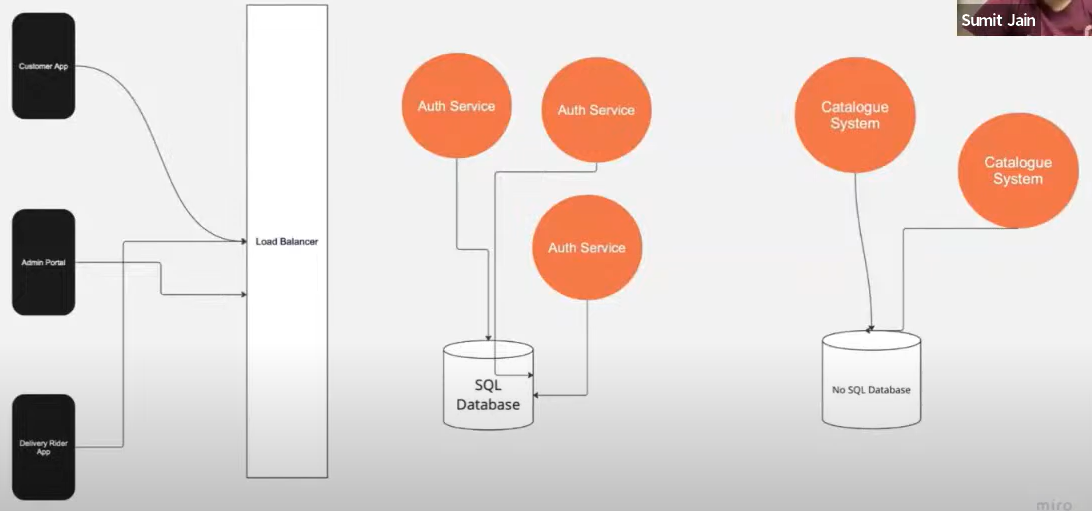 Sumit Jain
Customer App
Admin Portal
Delivery Rider
App
Load Balancer
Auth Service
Auth Service
Auth Service
SQL
Database
Catalogue
System
Catalogue
System
No SQL Database
miro